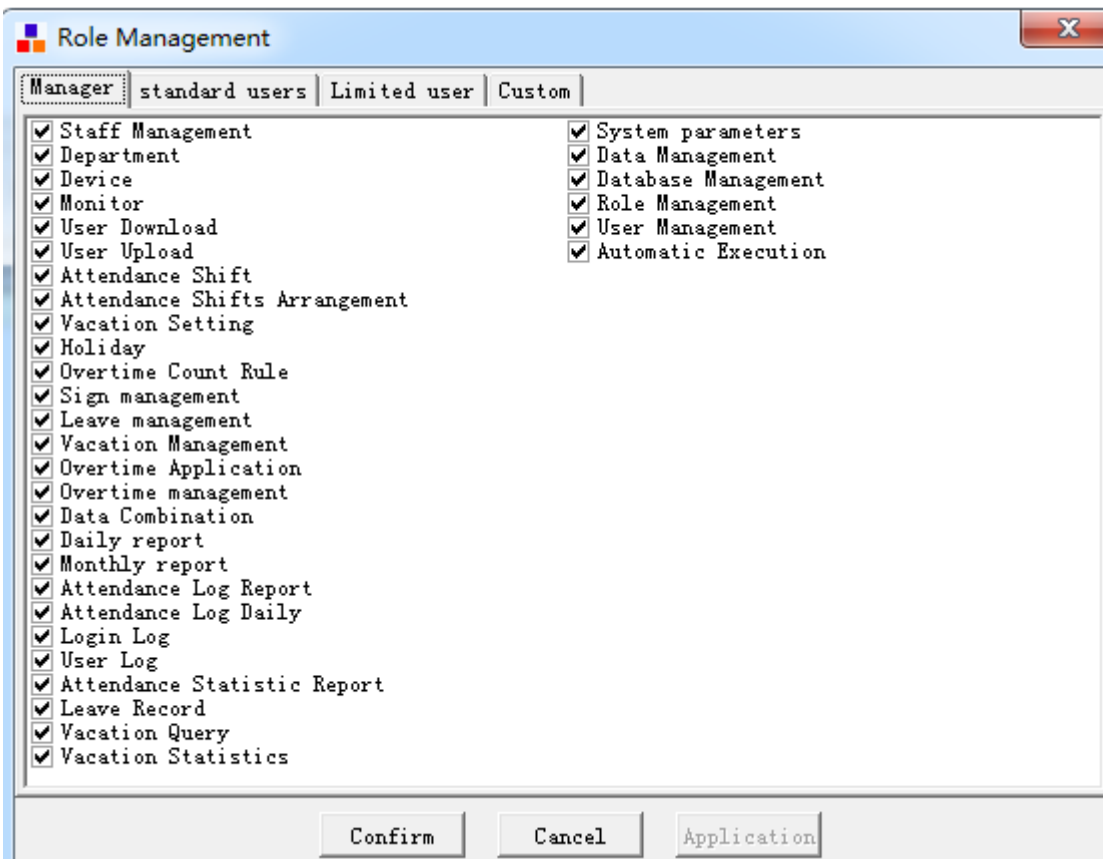 Role Management
Manager standard users Limited user Custom
Staff Management
Department
Device
Monitor
User Download
User Upload
Attendance Shift
Attendance Shifts Arrangement
Vacation Setting
Holiday
Overtime Count Rule
Sign management
Leave management
Vacation Management
Overtime Application
Overtime management
Data Combination
Daily report
Monthly report
Attendance Log Report
Attendance Log Daily
Login Log
User Log
Attendance Statistic Report
Leave Record
Vacation Query
Vacation Statistics
System parameters
Data Management
Database Management
Role Management
User Management
Automatic Execution
Confirm Cancel Application